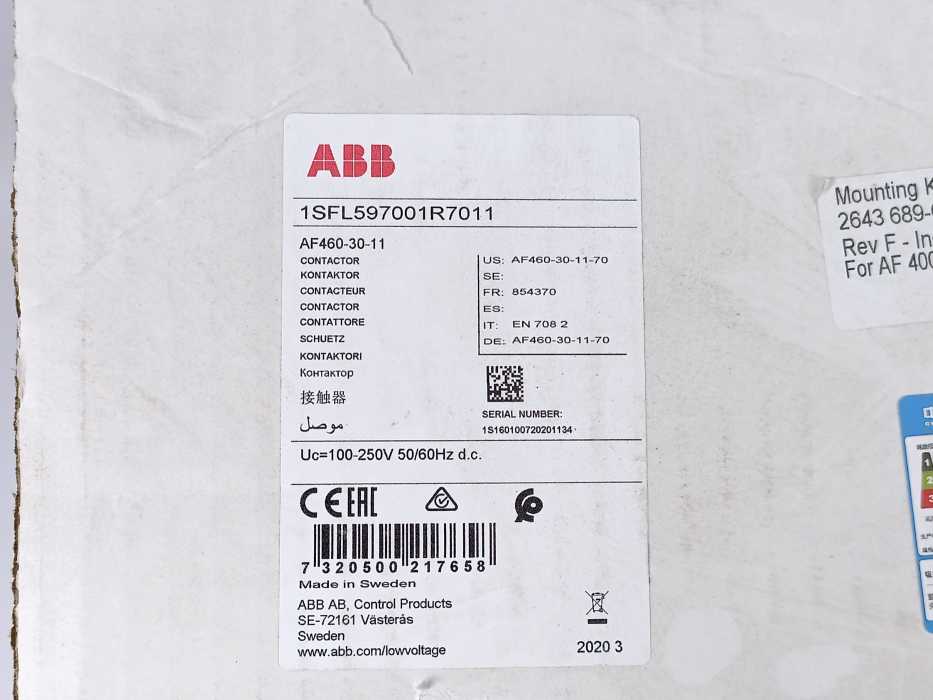 ABB
1SFL597001R7011
AF460-30-11
CONTACTOR
KONTAKTOR
CONTACTEUR
CONTACTOR
CONTATTORE
SCHUETZ
KONTAKTORI
Контактор
接触器
موصل
US: AF460-30-11-70
SE:
FR: 854370
ES:
IT: EN 708 2
DE: AF460-30-11-70
SERIAL NUMBER:
1S160100720201134
Uc=100-250V 50/60Hz d.c.
CE EAC
7 320500 217658
Made in Sweden
ABB AB, Control Products
SE-72161 Västerås
Sweden
www.abb.com/lowvoltage
2020 3
Mounting
2643 689-
Rev F -
For AF 400
1
2
3